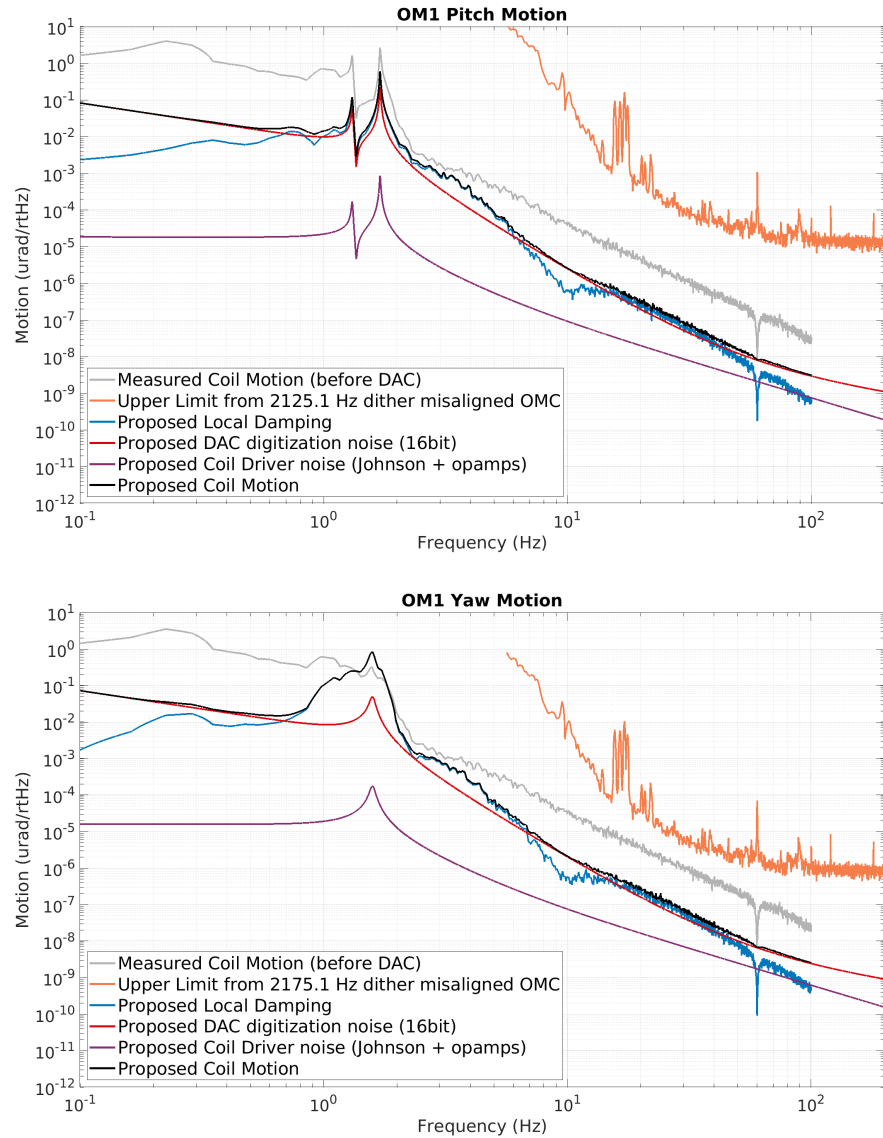 OM1 Pitch Motion
10^1
10^0
10^-1
10^-2
10^-3
10^-4
10^-5
10^-6
10^-7
10^-8
10^-9
10^-10
10^-11
10^-12
Motion (urad/rtHz)
Measured Coil Motion (before DAC)
Upper Limit from 2125.1 Hz dither misaligned OMC
Proposed Local Damping
Proposed DAC digitization noise (16bit)
Proposed Coil Driver noise (Johnson + opamps)
Proposed Coil Motion
10^-1 10^0 10^1 10^2
Frequency (Hz)
OM1 Yaw Motion
10^1
10^0
10^-1
10^-2
10^-3
10^-4
10^-5
10^-6
10^-7
10^-8
10^-9
10^-10
10^-11
10^-12
Motion (urad/rtHz)
Measured Coil Motion (before DAC)
Upper Limit from 2175.1 Hz dither misaligned OMC
Proposed Local Damping
Proposed DAC digitization noise (16bit)
Proposed Coil Driver noise (Johnson + opamps)
Proposed Coil Motion
10^-1 10^0 10^1 10^2
Frequency (Hz)